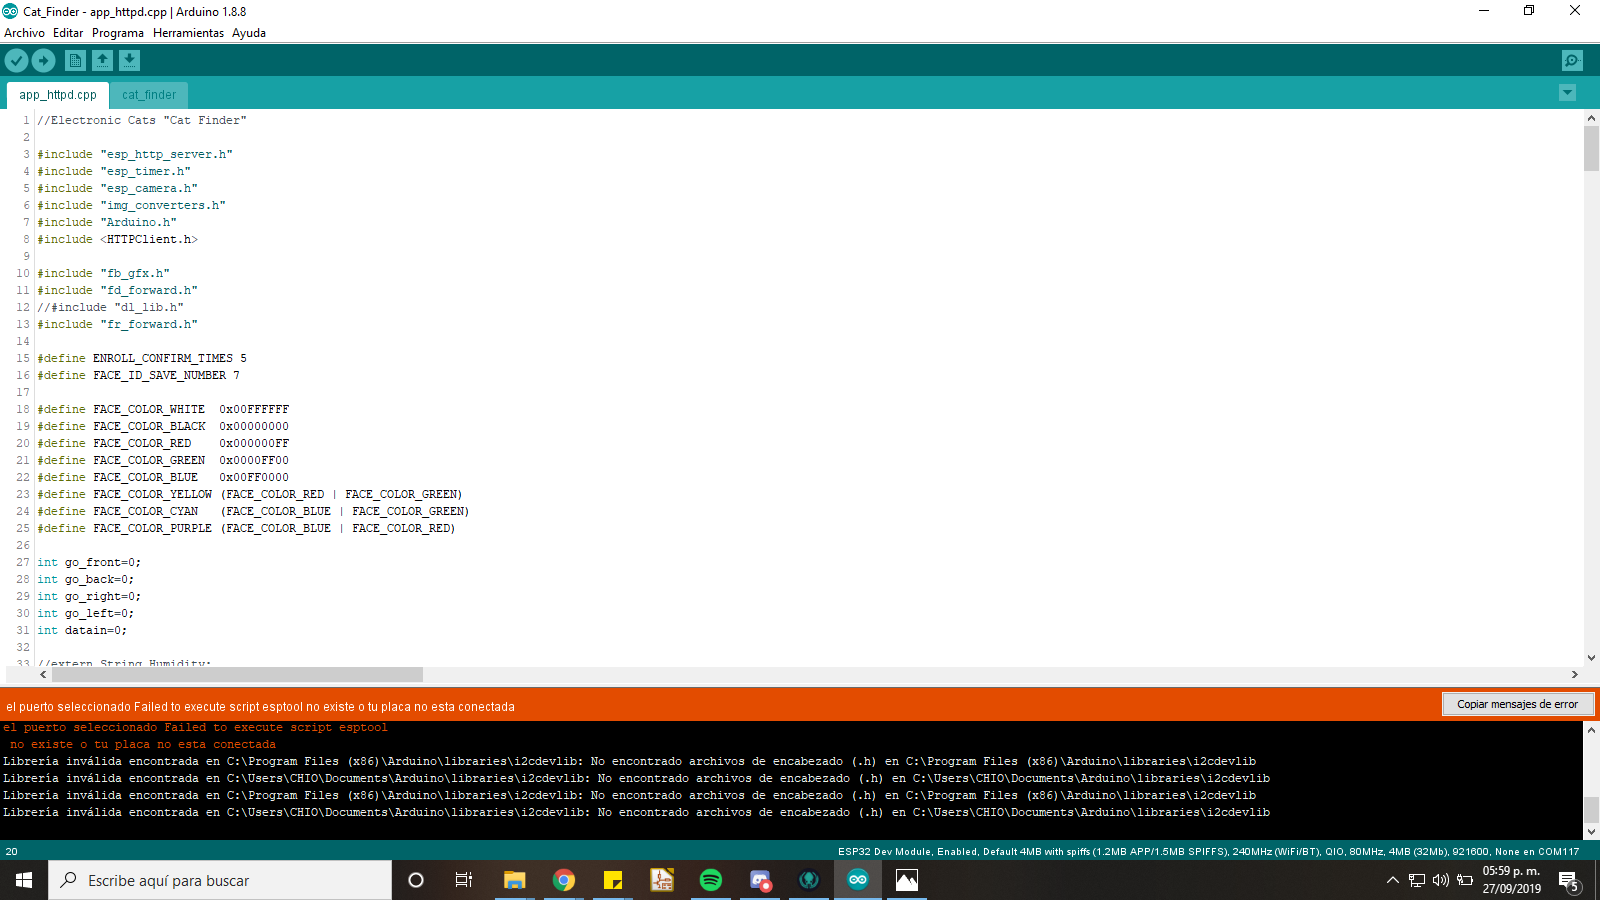 Cat_Finder - app_httpd.cpp | Arduino 1.8.8
Archivo Editar Programa Herramientas Ayuda
app_httpd.cpp cat_finder
1 //Electronic Cats "Cat Finder"
2
3 #include "esp_http_server.h"
4 #include "esp_timer.h"
5 #include "esp_camera.h"
6 #include "img_converters.h"
7 #include "Arduino.h"
8 #include <HTTPClient.h>
9
10 #include "fb_gfx.h"
11 #include "fd_forward.h"
12 //#include "dl_lib.h"
13 #include "fr_forward.h"
14
15 #define ENROLL_CONFIRM_TIMES 5
16 #define FACE_ID_SAVE_NUMBER 7
17
18 #define FACE_COLOR_WHITE  0x00FFFFFF
19 #define FACE_COLOR_BLACK  0x00000000
20 #define FACE_COLOR_RED    0x000000FF
21 #define FACE_COLOR_GREEN  0x0000FF00
22 #define FACE_COLOR_BLUE   0x00FF0000
23 #define FACE_COLOR_YELLOW (FACE_COLOR_RED | FACE_COLOR_GREEN)
24 #define FACE_COLOR_CYAN   (FACE_COLOR_BLUE | FACE_COLOR_GREEN)
25 #define FACE_COLOR_PURPLE (FACE_COLOR_BLUE | FACE_COLOR_RED)
26
27 int go_front=0;
28 int go_back=0;
29 int go_right=0;
30 int go_left=0;
31 int datain=0;
32
33 //extern String Humidity;
el puerto seleccionado Failed to execute script esptool no existe o tu placa no esta conectada
Copiar mensajes de error
el puerto seleccionado Failed to execute script esptool
no existe o tu placa no esta conectada
Librería inválida encontrada en C:\Program Files (x86)\Arduino\libraries\i2cdevlib: No encontrado archivos de encabezado (.h) en C:\Program Files (x86)\Arduino\libraries\i2cdevlib
Librería inválida encontrada en C:\Users\CHIO\Documents\Arduino\libraries\i2cdevlib: No encontrado archivos de encabezado (.h) en C:\Users\CHIO\Documents\Arduino\libraries\i2cdevlib
Librería inválida encontrada en C:\Program Files (x86)\Arduino\libraries\i2cdevlib: No encontrado archivos de encabezado (.h) en C:\Program Files (x86)\Arduino\libraries\i2cdevlib
Librería inválida encontrada en C:\Users\CHIO\Documents\Arduino\libraries\i2cdevlib: No encontrado archivos de encabezado (.h) en C:\Users\CHIO\Documents\Arduino\libraries\i2cdevlib
20 ESP32 Dev Module, Enabled, Default 4MB with spiffs (1.2MB APP/1.5MB SPIFFS), 240MHz (WiFi/BT), QIO, 80MHz, 4MB (32Mb), 921600, None en COM117
Escribe aquí para buscar
05:59 p. m.
27/09/2019
5